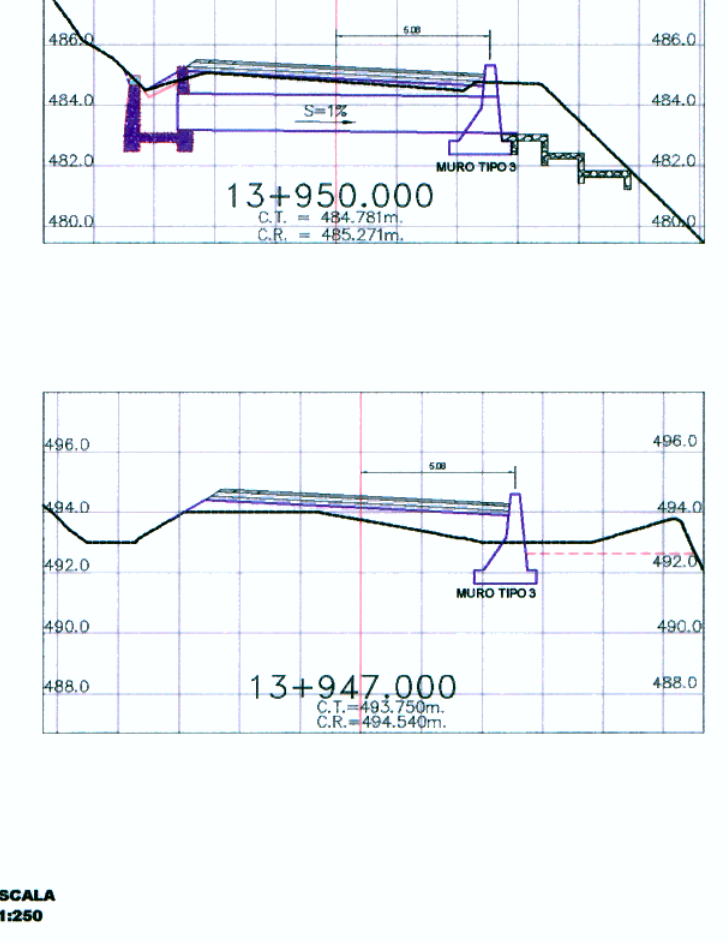 5.08
486.0 486.0
484.0 484.0
S=1%
482.0 482.0
MURO TIPO 3
13+950.000
C.T. = 484.781m.
480.0 480.0
C.R. = 485.271m.
496.0 496.0
5.08
494.0 494.0
492.0 492.0
MURO TIPO 3
490.0 490.0
488.0 488.0
13+947.000
C.T.=493.750m.
C.R.=494.540m.
SCALA
1:250